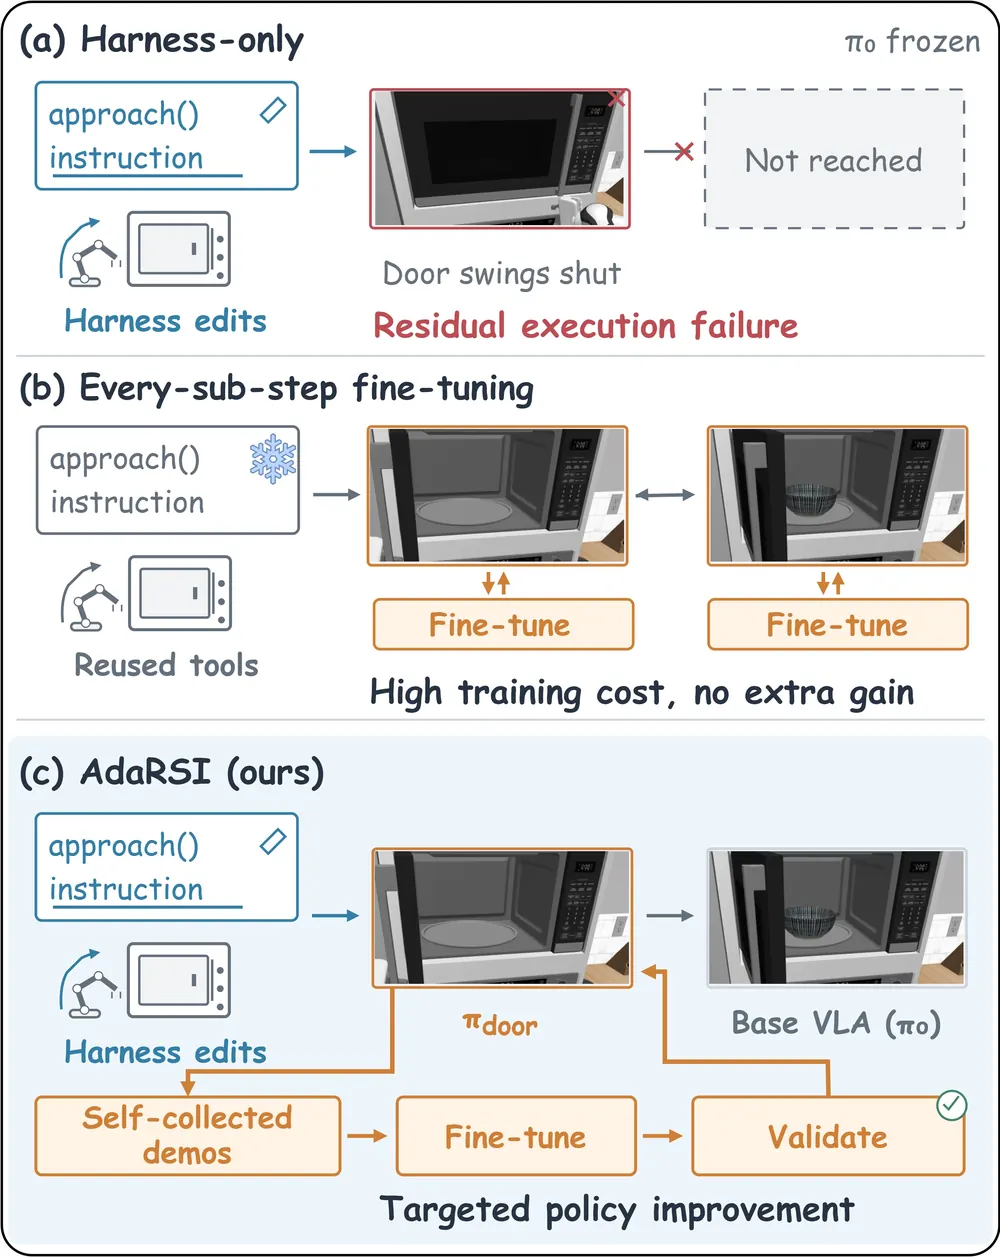 (a) Harness-only
π₀ frozen
approach()
instruction
Not reached
Door swings shut
Harness edits
Residual execution failure
(b) Every-sub-step fine-tuning
approach()
instruction
Fine-tune
Fine-tune
Reused tools
High training cost, no extra gain
(c) AdaRSI (ours)
approach()
instruction
πdoor
Base VLA (π₀)
Harness edits
Self-collected
demos
Fine-tune
Validate
Targeted policy improvement